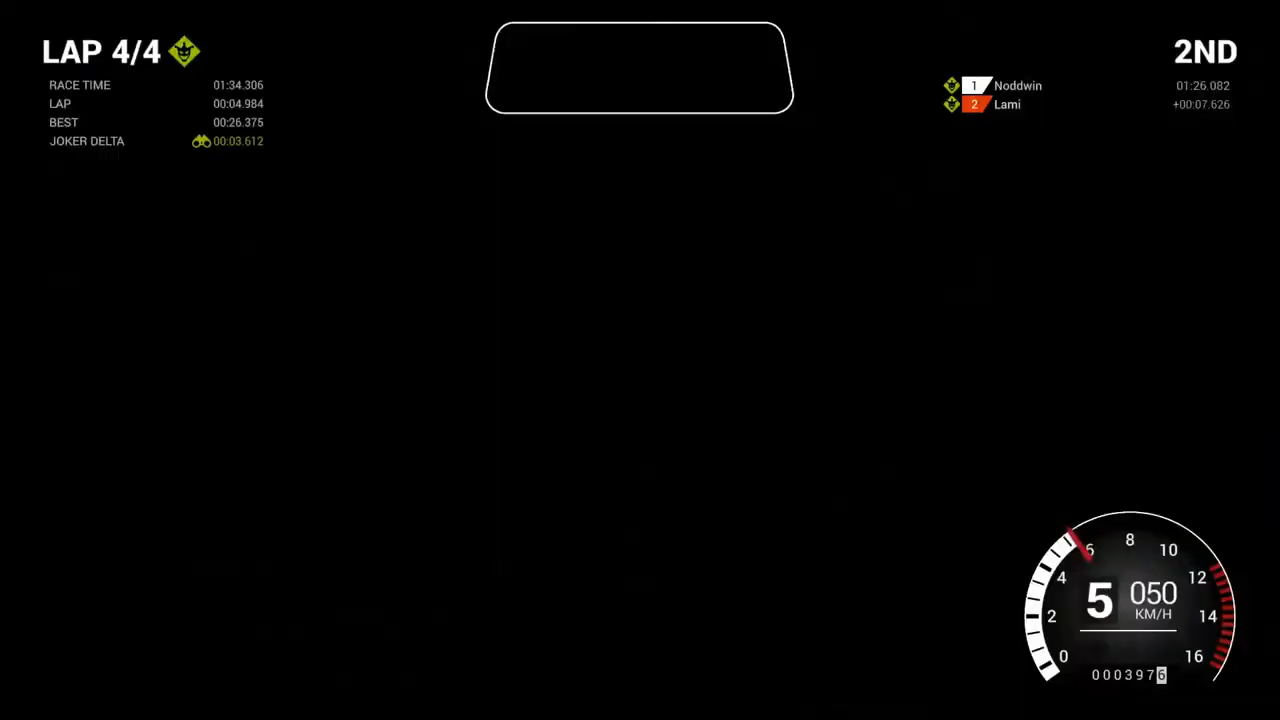 LAP 4/4
RACE TIME 01:34.306
LAP 00:04.984
BEST 00:26.375
JOKER DELTA 00:03.612
2ND
1 Noddwin 01:26.082
2 Lami +00:07.626
0 2 4 6 8 10 12 14 16
5 050
KM/H
0003976